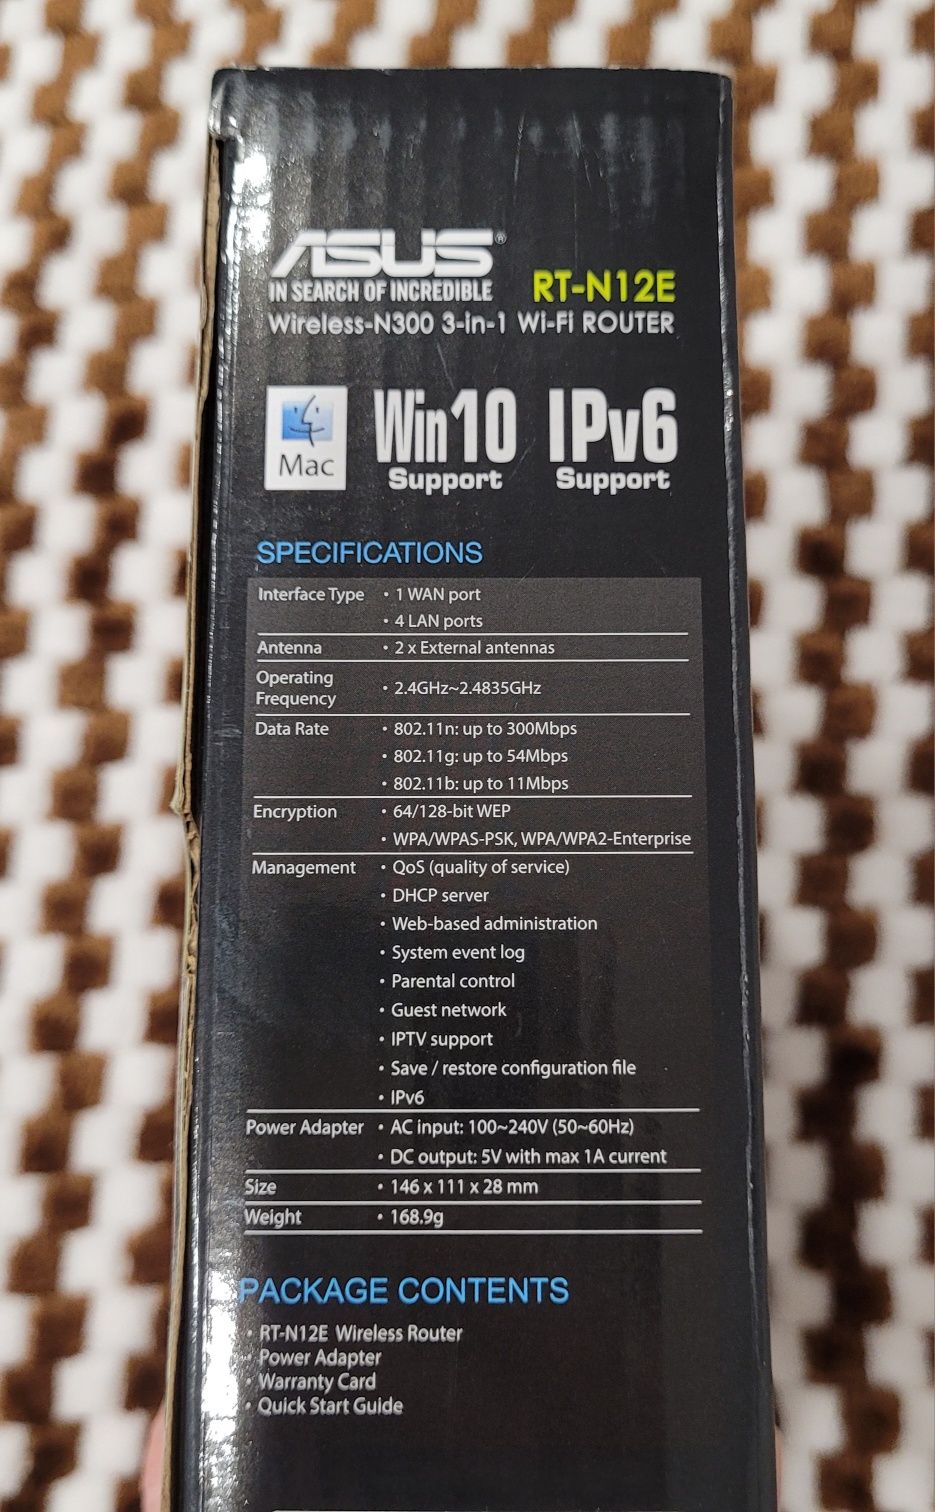 ASUS®
IN SEARCH OF INCREDIBLE
RT-N12E
Wireless-N300 3-in-1 Wi-Fi ROUTER
Mac
Win10
Support
IPv6
Support
SPECIFICATIONS
Interface Type • 1 WAN port
• 4 LAN ports
Antenna • 2 x External antennas
Operating
Frequency • 2.4GHz~2.4835GHz
Data Rate • 802.11n: up to 300Mbps
• 802.11g: up to 54Mbps
• 802.11b: up to 11Mbps
Encryption • 64/128-bit WEP
• WPA/WPAS-PSK, WPA/WPA2-Enterprise
Management • QoS (quality of service)
• DHCP server
• Web-based administration
• System event log
• Parental control
• Guest network
• IPTV support
• Save / restore configuration file
• IPv6
Power Adapter • AC input: 100~240V (50~60Hz)
• DC output: 5V with max 1A current
Size • 146 x 111 x 28 mm
Weight • 168.9g
PACKAGE CONTENTS
• RT-N12E Wireless Router
• Power Adapter
• Warranty Card
• Quick Start Guide